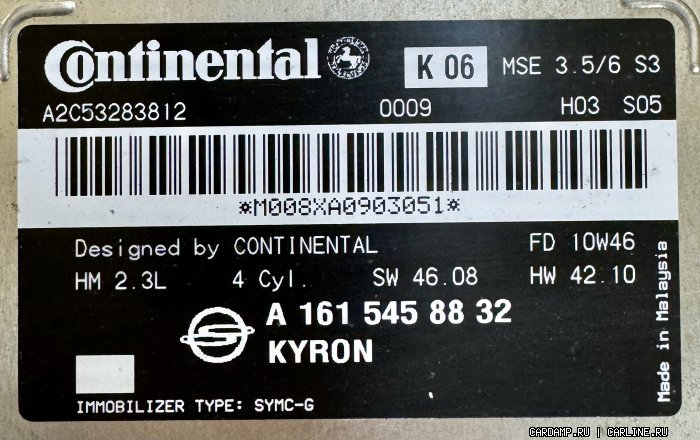 Continental K 06 MSE 3.5/6 S3
A2C53283812 0009 H03 S05
*M008XA0903051*
Designed by CONTINENTAL FD 10W46
HM 2.3L 4 Cyl. SW 46.08 HW 42.10
A 161 545 88 32
KYRON
IMMOBILIZER TYPE: SYMC-G
Made in Malaysia
CARDAMP.RU | CARLINE.RU